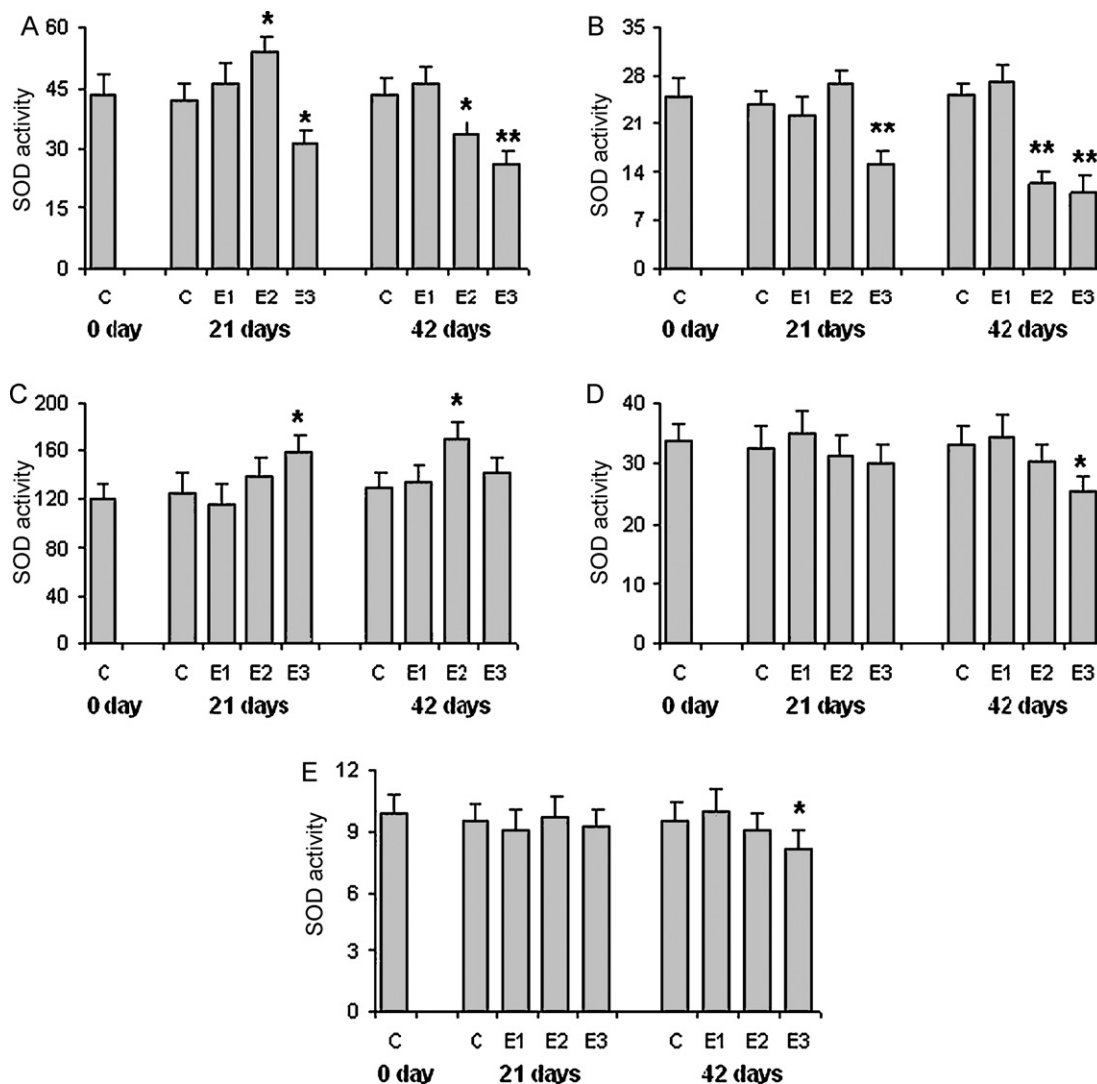 A
SOD activity
60
45
30
15
0
*
*
*
**
C C E1 E2 E3 C E1 E2 E3
0 day 21 days 42 days
B
SOD activity
35
28
21
14
7
0
**
**
**
C C E1 E2 E3 C E1 E2 E3
0 day 21 days 42 days
C
SOD activity
200
160
120
80
40
0
*
*
C C E1 E2 E3 C E1 E2 E3
0 day 21 days 42 days
D
SOD activity
40
30
20
10
0
*
C C E1 E2 E3 C E1 E2 E3
0 day 21 days 42 days
E
SOD activity
12
9
6
3
0
*
C C E1 E2 E3 C E1 E2 E3
0 day 21 days 42 days